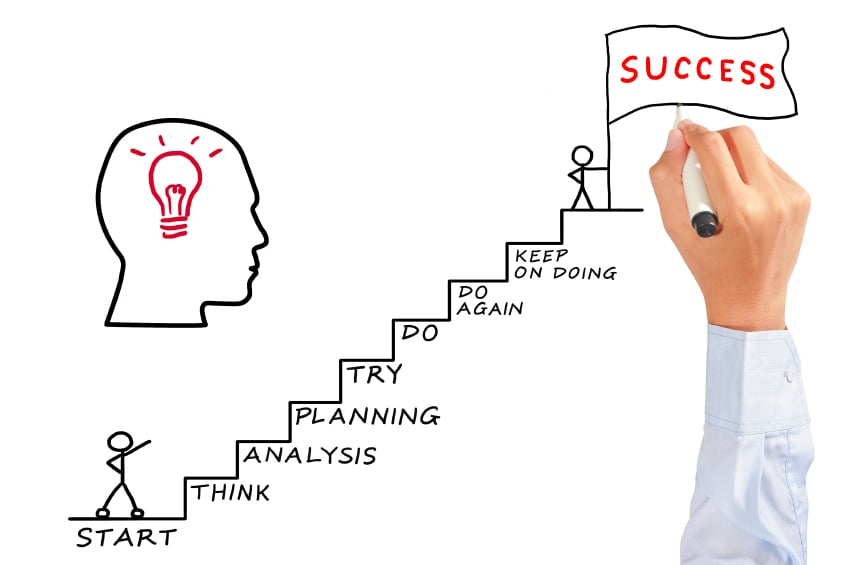 SUCCESS
KEEP
ON DOING
DO
AGAIN
DO
TRY
PLANNING
ANALYSIS
THINK
START